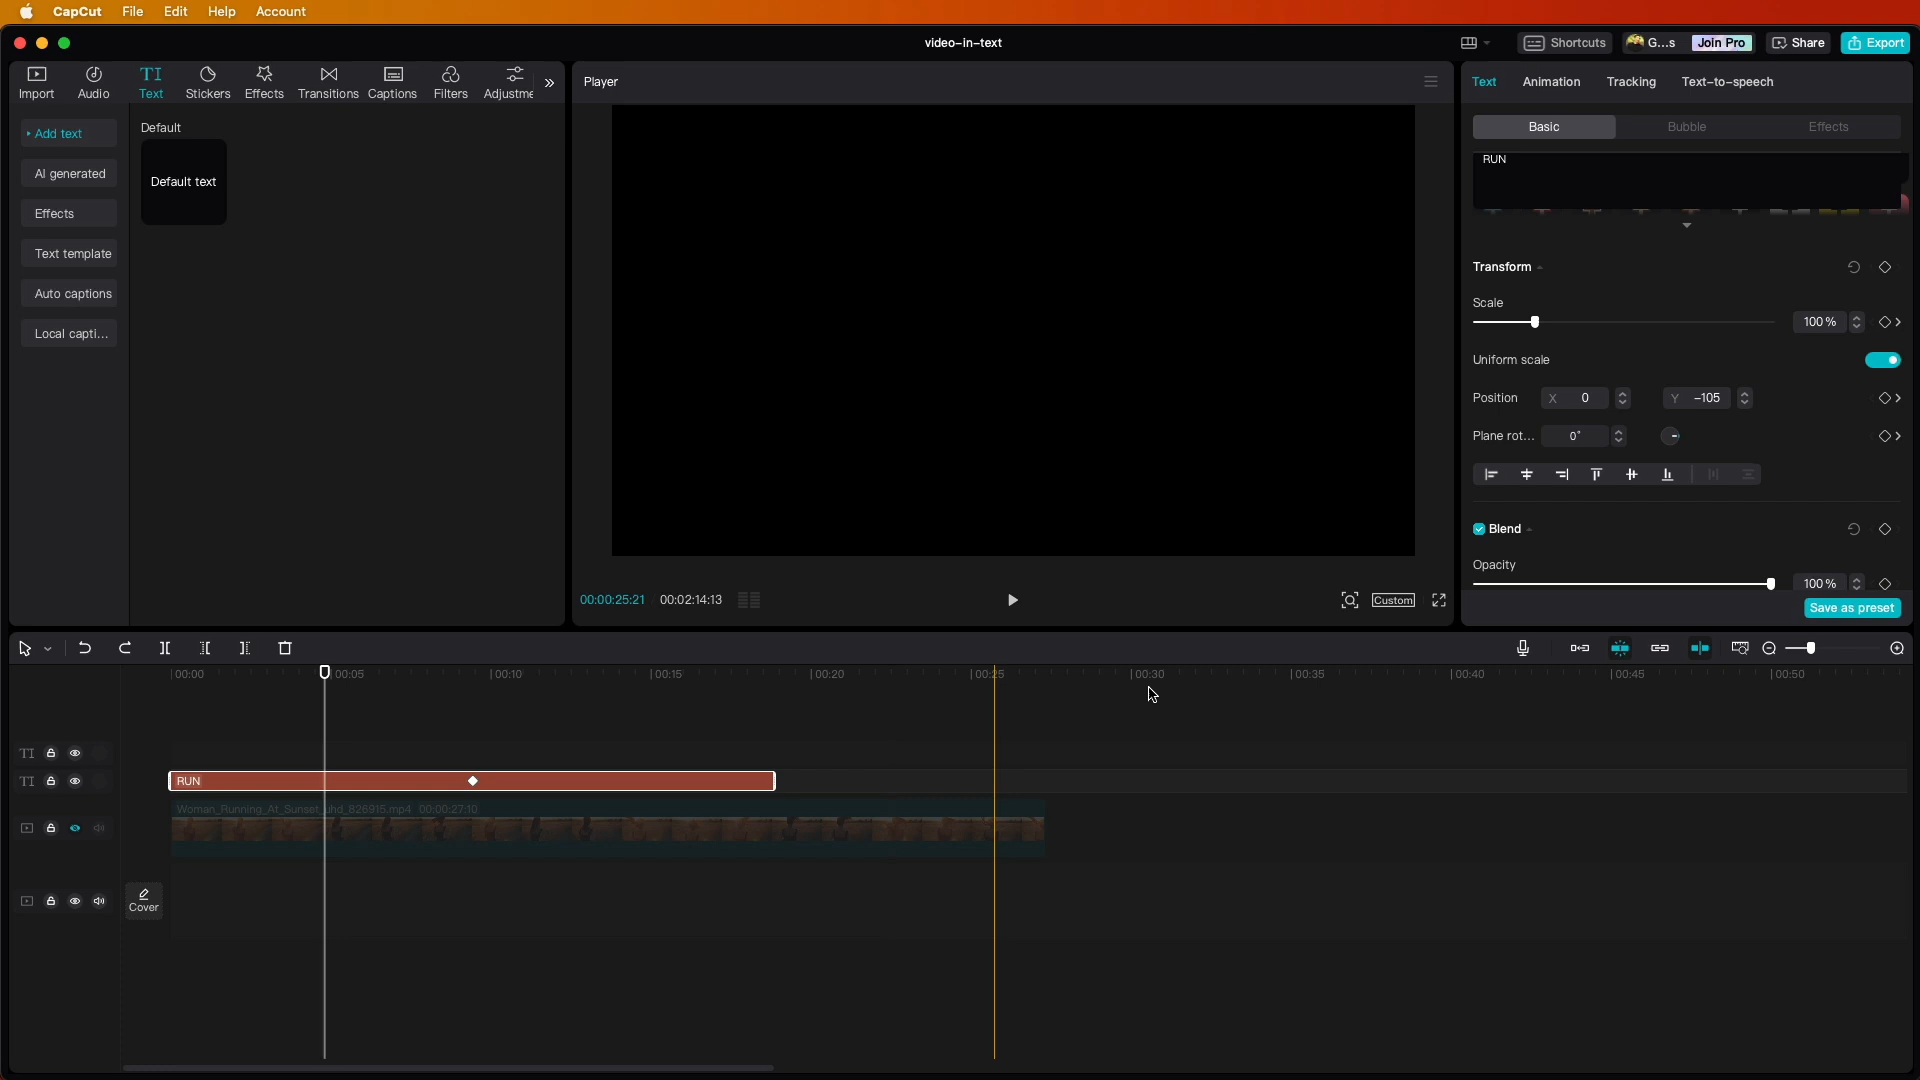 CapCut File Edit Help Account
video-in-text
Shortcuts G...s Join Pro Share Export
Import Audio Text Stickers Effects Transitions Captions Filters Adjustme
Player
Text Animation Tracking Text-to-speech
Add text
AI generated
Effects
Text template
Auto captions
Local capti...
Default
Default text
Basic Bubble Effects
RUN
Transform
Scale
100%
Uniform scale
Position X 0 Y -105
Plane rot... 0°
Blend
Opacity
100%
Save as preset
00:00:25:21 00:02:14:13
Custom
00:00 00:05 00:10 00:15 00:20 00:25 00:30 00:35 00:40 00:45 00:50
TI
TI RUN
Woman_Running_At_Sunset_uhd_826915.mp4 00:00:27:10
Cover